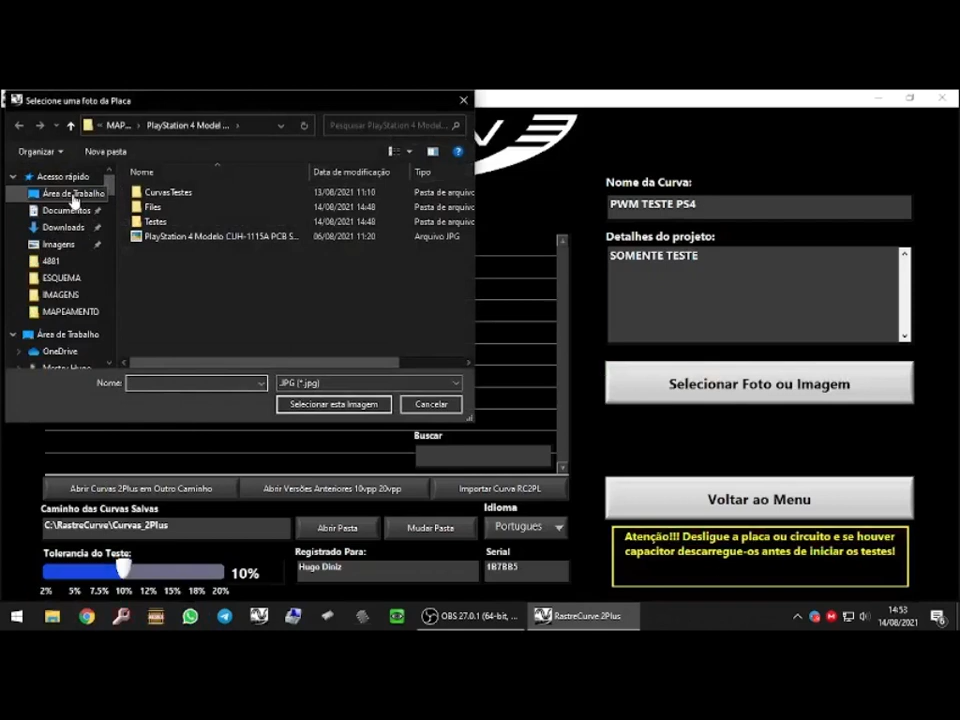 Selecione uma foto da Placa
MAP... PlayStation 4 Model ...
Pesquisar PlayStation 4 Model...
Organizar
Nova pasta
Acesso rápido
Área de Trabalho
Documentos
Downloads
Imagens
4881
ESQUEMA
IMAGENS
MAPEAMENTO
Área de Trabalho
OneDrive
Nome Data de modificação Tipo
CurvasTestes 13/08/2021 11:10 Pasta de arquivo
Files 14/08/2021 14:48 Pasta de arquivo
Testes 14/08/2021 14:48 Pasta de arquivo
PlayStation 4 Modelo CUH-1115A PCB S... 06/08/2021 11:20 Arquivo JPG
Nome:
JPG (*.jpg)
Selecionar esta Imagem
Cancelar
Nome da Curva:
PWM TESTE PS4
Detalhes do projeto:
SOMENTE TESTE
Selecionar Foto ou Imagem
Voltar ao Menu
Atenção!!! Desligue a placa ou circuito e se houver
capacitor descarregue-os antes de iniciar os testes!
Buscar
Abrir Curvas 2Plus em Outro Caminho
Abrir Versões Anteriores 10vpp 20vpp
Importar Curva RC2PL
Caminho das Curvas Salvas
C:\RastreCurve\Curvas_2Plus
Abrir Pasta
Mudar Pasta
Idioma
Portugues
Tolerancia do Teste:
10%
2% 5% 7.5% 10% 12% 15% 18% 20%
Registrado Para:
Hugo Diniz
Serial
1B7BB5
OBS 27.0.1 (64-bit, ...
RastreCurve 2Plus
14:53
14/08/2021